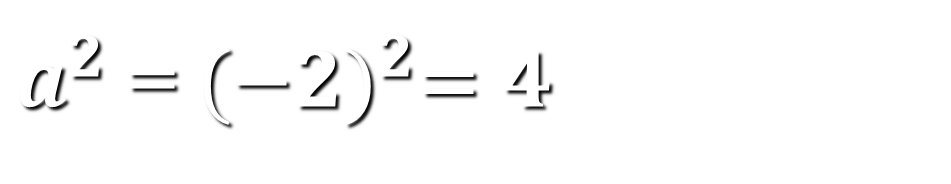 a² = (−2)² = 4